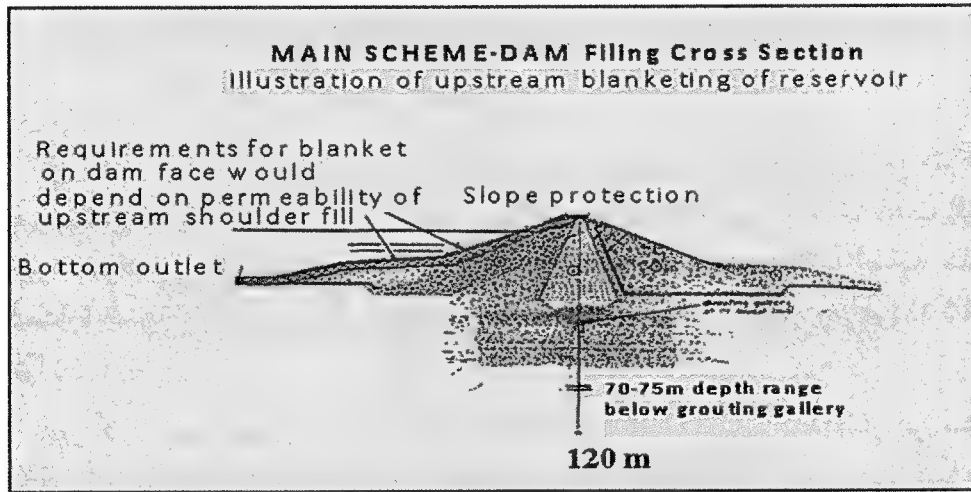 MAIN SCHEME-DAM Filing Cross Section
Illustration of upstream blanketing of reservoir
Requirements for blanket
on dam face would
depend on permeability of
upstream shoulder fill
Slope protection
Bottom outlet
70-75m depth range
below grouting gallery
120 m